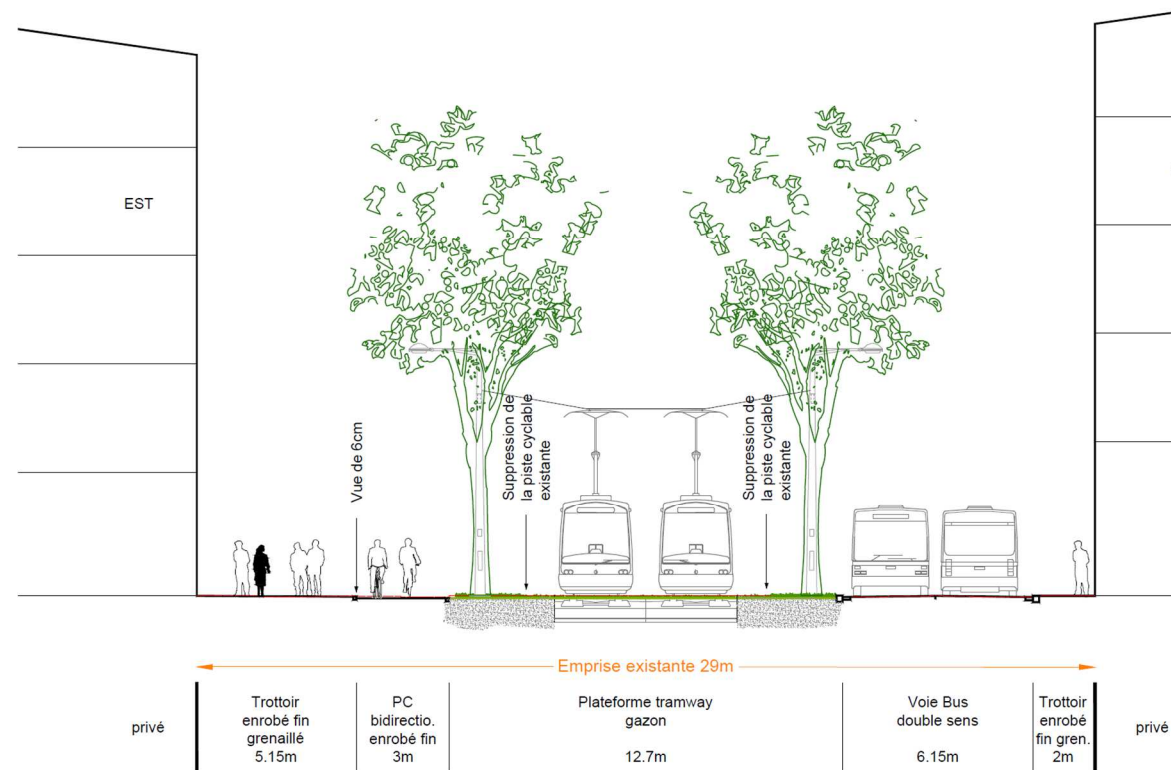 EST
Vue de 6cm
Suppression de
la piste cyclable
existante
Suppression de
la piste cyclable
existante
Emprise existante 29m
privé
Trottoir
enrobé fin
grenaillé
5.15m
PC
bidirectio.
enrobé fin
3m
Plateforme tramway
gazon
12.7m
Voie Bus
double sens
6.15m
Trottoir
enrobé
fin gren.
2m
privé